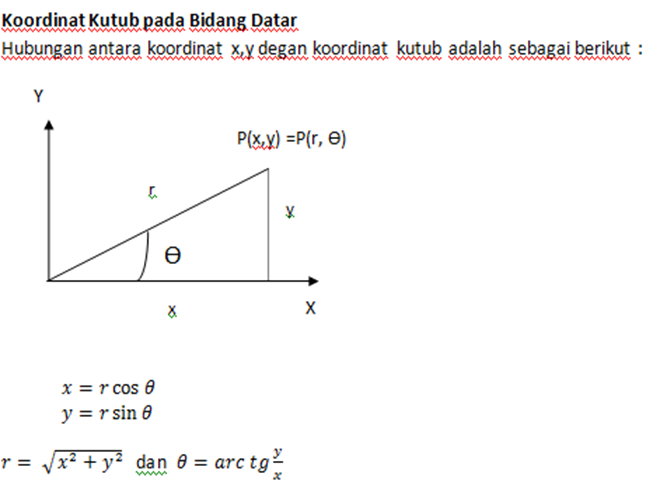 Koordinat Kutub pada Bidang Datar
Hubungan antara koordinat x,y degan koordinat kutub adalah sebagai berikut :
Y
P(x,y) =P(r, Ө)
r
y
Ө
x
X
x = r cos θ
y = r sin θ
r = √x² + y² dan θ = arc tg y/x